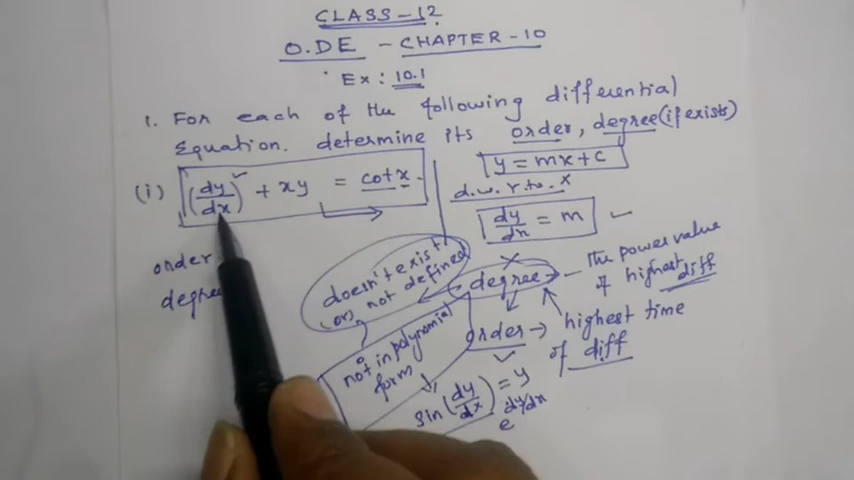 CLASS-12
O.DE - CHAPTER-10
Ex: 10.1
1. For each of the following differential
Equation. determine its order, degree(if exists)
(i) (dy/dx) + xy = cotx.
order
degree
y = mx+c
d.w.r.to.x
dy/dx = m
doesn't exist
(or) not defined
degree - the power value
of highest diff
order → highest time
of diff
not in polynomial
form
sin(dy/dx) = y
e^dy/dx